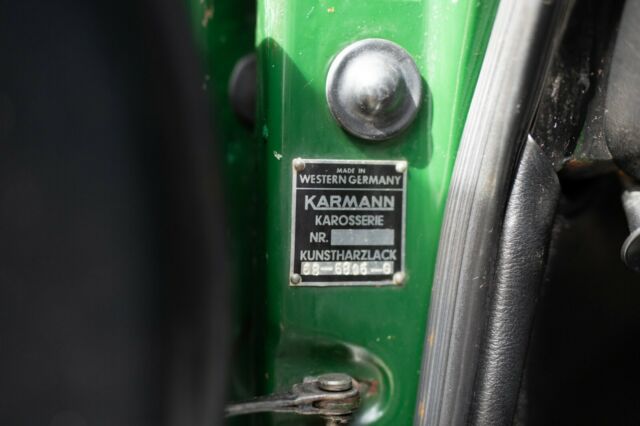 MADE IN
WESTERN GERMANY
KARMANN
KAROSSERIE
NR.
KUNSTHARZLACK